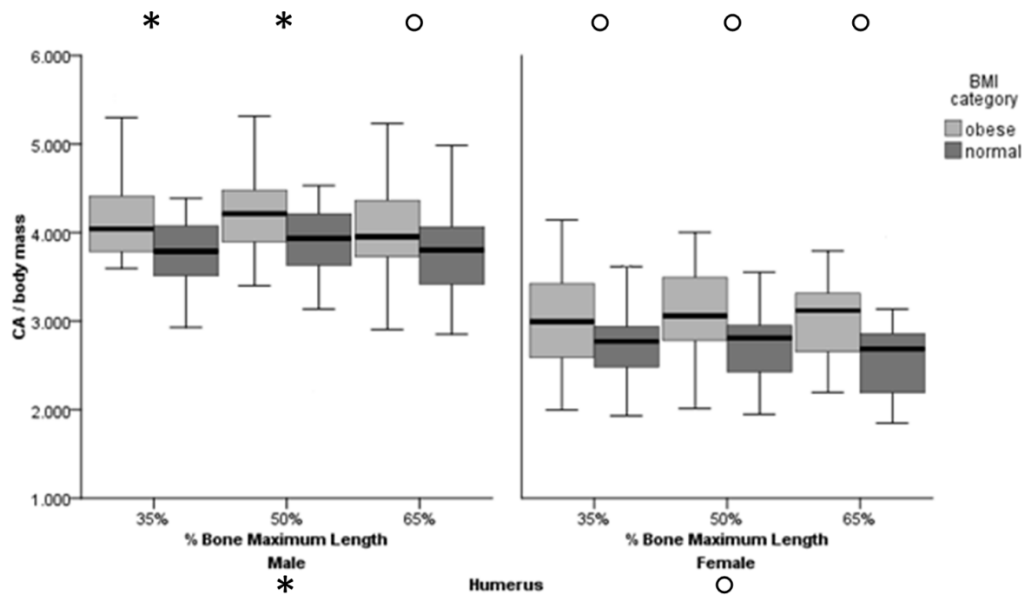 * * ○ ○ ○ ○
6.000
5.000
4.000
3.000
2.000
1.000
CA / body mass
BMI
category
obese
normal
35% 50% 65% 35% 50% 65%
% Bone Maximum Length % Bone Maximum Length
Male Female
* Humerus ○